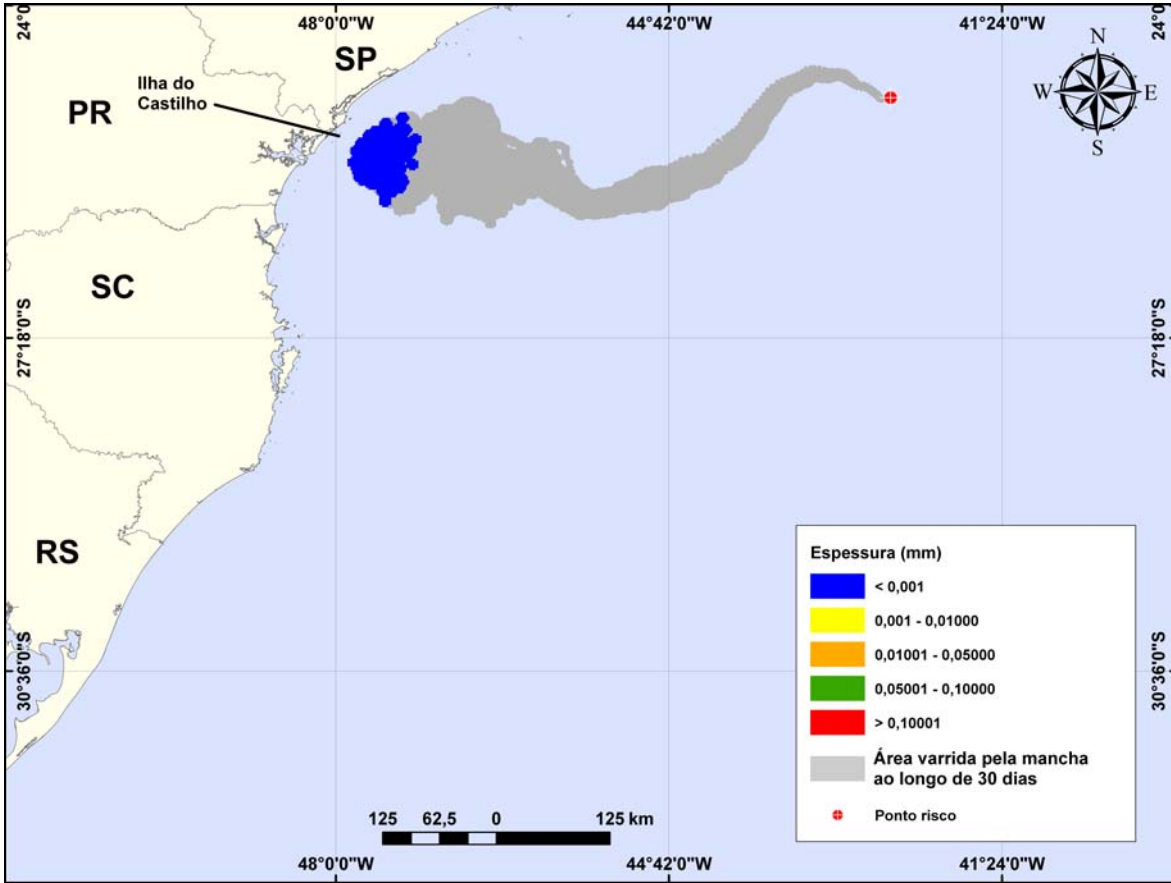 48°0'0"W
44°42'0"W
41°24'0"W
24°0
24°0
N
W
E
S
SP
Ilha do
Castilho
PR
SC
27°18'0"S
27°18'0"S
RS
30°36'0"S
30°36'0"S
Espessura (mm)
< 0,001
0,001 - 0,01000
0,01001 - 0,05000
0,05001 - 0,10000
> 0,10001
Área varrida pela mancha
ao longo de 30 dias
Ponto risco
125 62,5 0 125 km
48°0'0"W
44°42'0"W
41°24'0"W